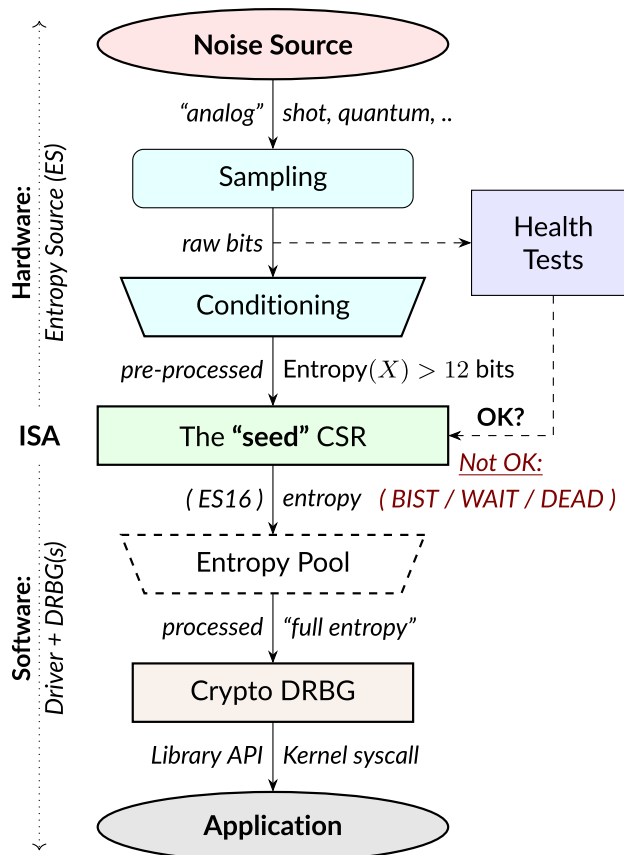 Noise Source
“analog” shot, quantum, ..
Sampling
Hardware:
Entropy Source (ES)
raw bits
Health
Tests
Conditioning
pre-processed Entropy(X) > 12 bits
OK?
ISA
The “seed” CSR
Not OK:
( ES16 ) entropy ( BIST / WAIT / DEAD )
Entropy Pool
Software:
Driver + DRBG(s)
processed “full entropy”
Crypto DRBG
Library API Kernel syscall
Application